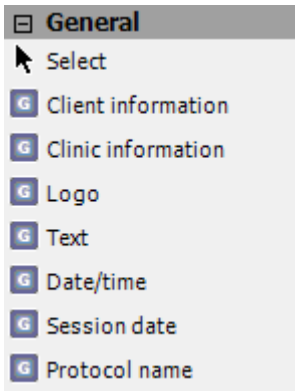 General
Select
G Client information
G Clinic information
G Logo
G Text
G Date/time
G Session date
G Protocol name